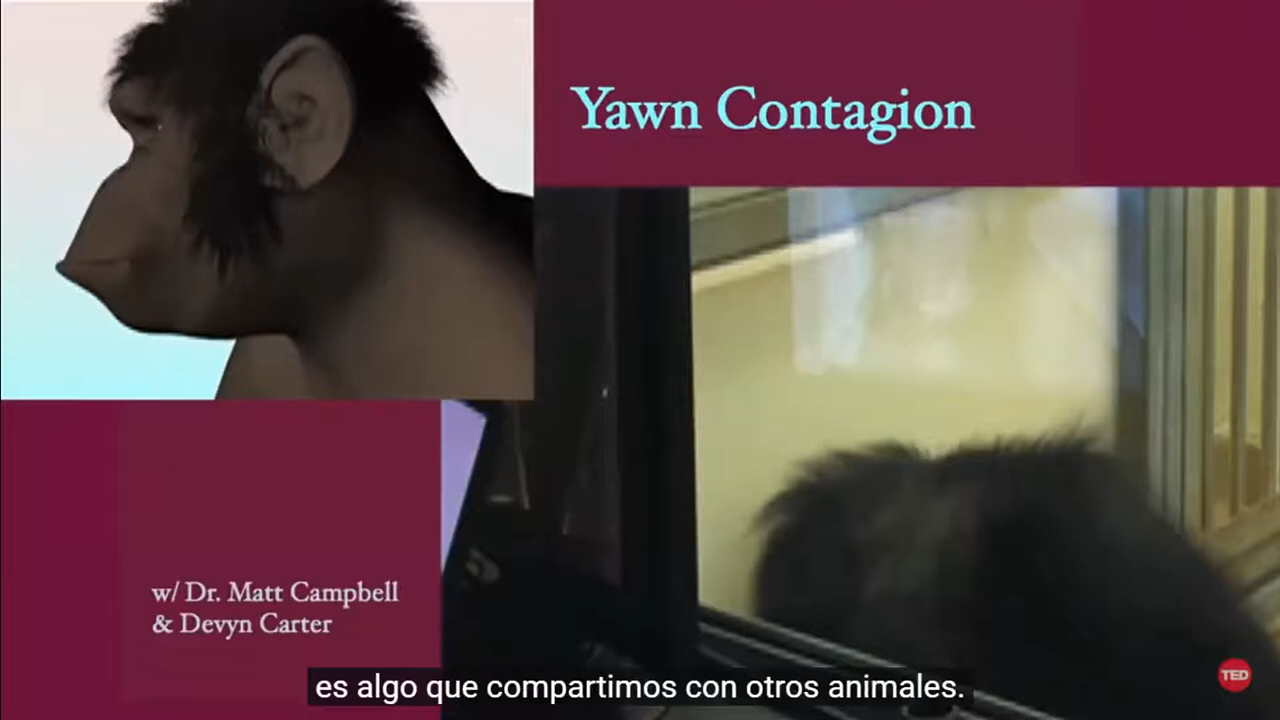 Yawn Contagion
w/ Dr. Matt Campbell
& Devyn Carter
es algo que compartimos con otros animales.
TED